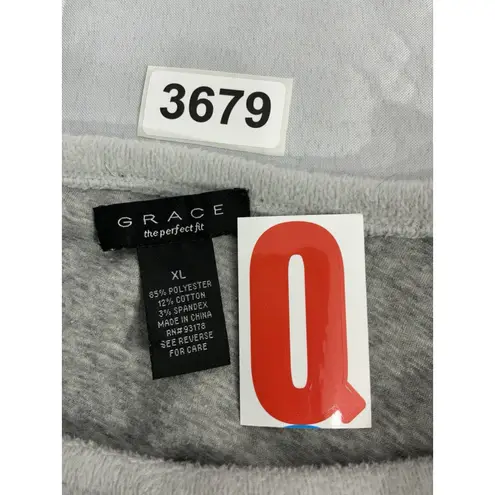 3679
GRACE
the perfect fit
XL
85% POLYESTER
12% COTTON
3% SPANDEX
MADE IN CHINA
RN#93178
SEE REVERSE
FOR CARE
Q